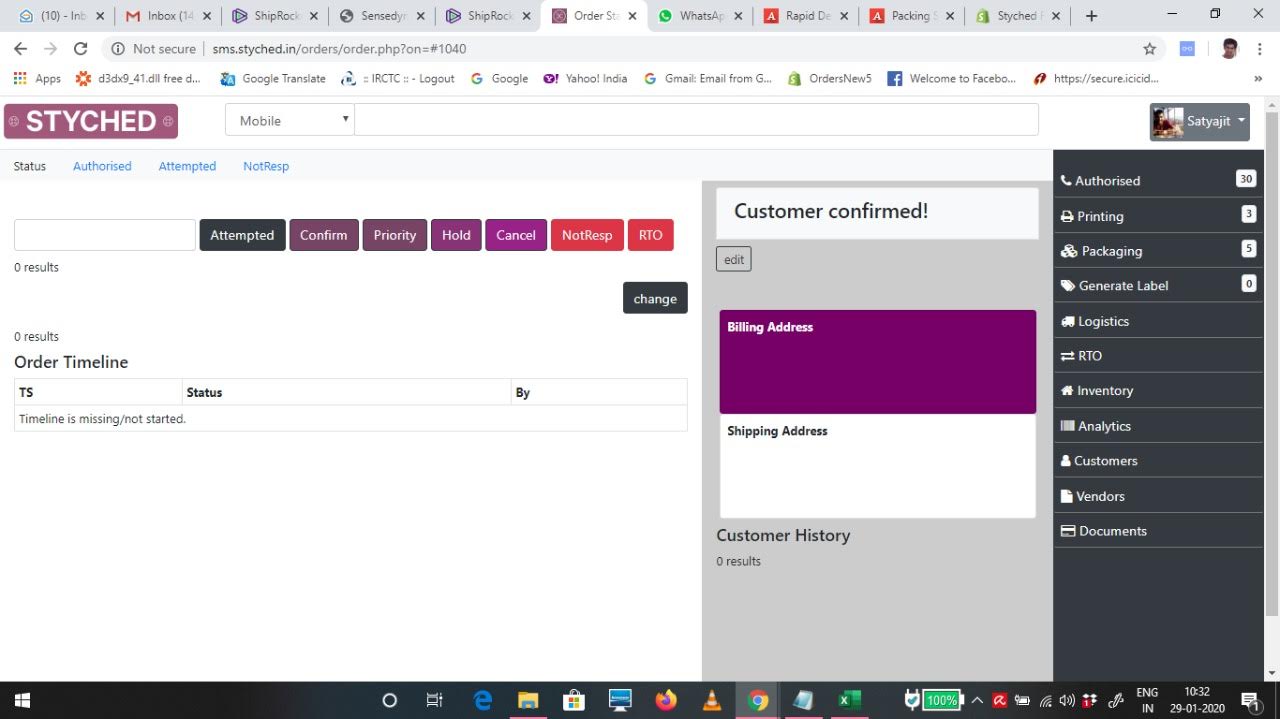 (10) - Inb
Inbox (14
ShipRock
Sensedyn
ShipRock
Order Sta
WhatsAp
Rapid De
Packing S
Styched F
Not secure | sms.styched.in/orders/order.php?on=#1040
Apps
d3dx9_41.dll free d...
Google Translate
:: IRCTC :: - Logout
Google
Yahoo! India
Gmail: Email from G...
OrdersNew5
Welcome to Facebo...
https://secure.icicid...
»
STYCHED
Mobile
Satyajit
Status
Authorised
Attempted
NotResp
Attempted
Confirm
Priority
Hold
Cancel
NotResp
RTO
0 results
change
0 results
Order Timeline
TS
Status
By
Timeline is missing/not started.
Customer confirmed!
edit
Billing Address
Shipping Address
Customer History
0 results
Authorised 30
Printing 3
Packaging 5
Generate Label 0
Logistics
RTO
Inventory
Analytics
Customers
Vendors
Documents
100%
ENG
IN
10:32
29-01-2020
1